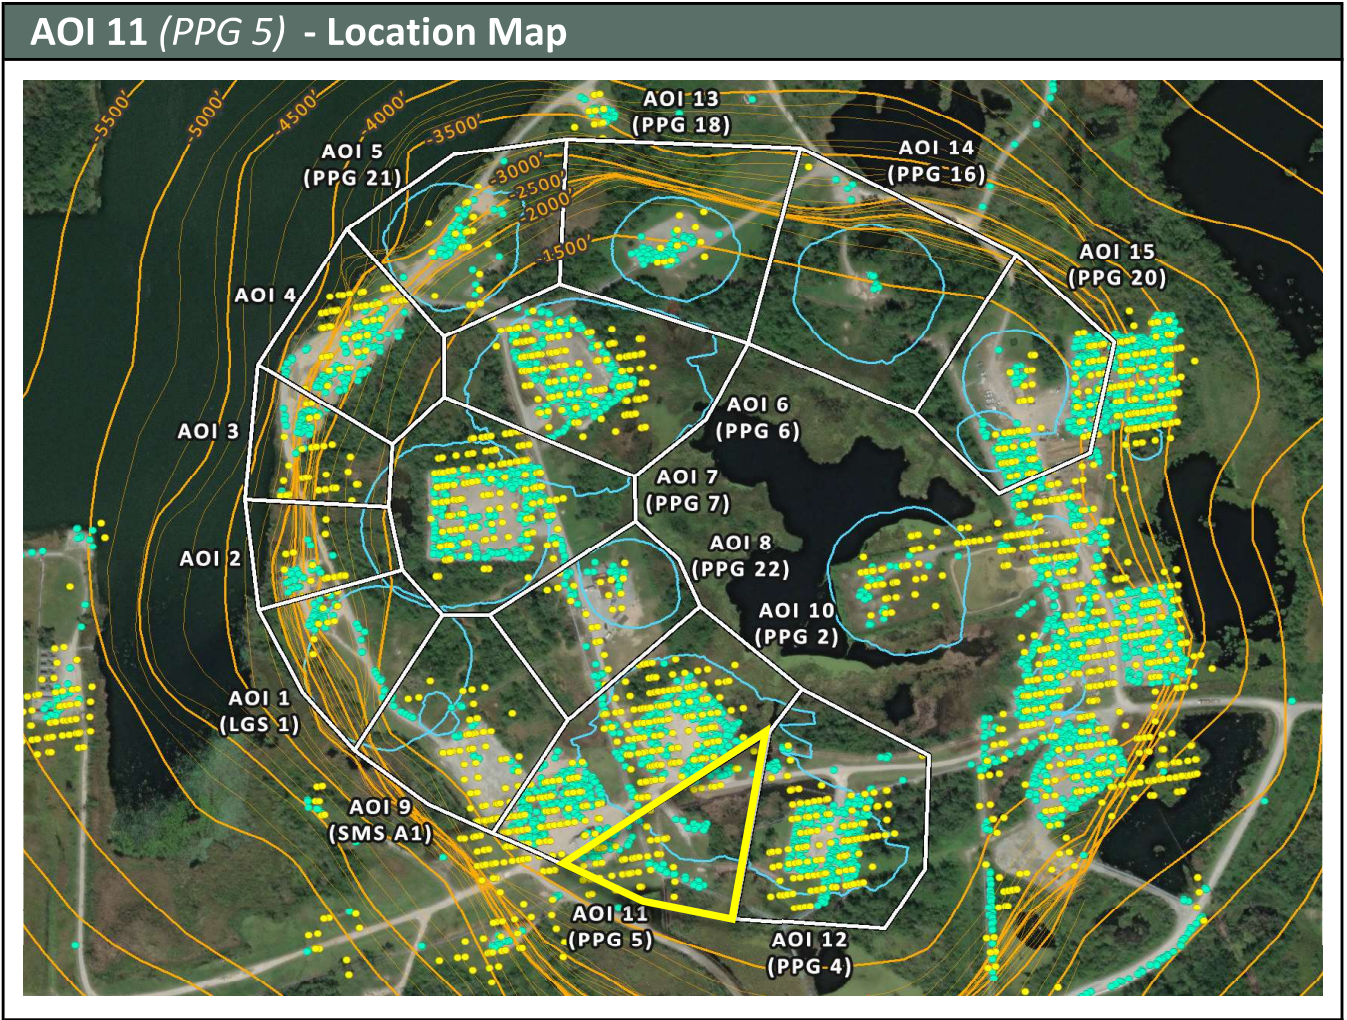 AOI 11 (PPG 5) - Location Map
-5500'
-5000'
-4500'
-4000'
-3500'
-3000'
-2500'
-2000'
-1500'
AOI 13
(PPG 18)
AOI 5
(PPG 21)
AOI 14
(PPG 16)
AOI 15
(PPG 20)
AOI 4
AOI 3
AOI 6
(PPG 6)
AOI 7
(PPG 7)
AOI 2
AOI 8
(PPG 22)
AOI 10
(PPG 2)
AOI 1
(LGS 1)
AOI 9
(SMS A1)
AOI 11
(PPG 5)
AOI 12
(PPG 4)